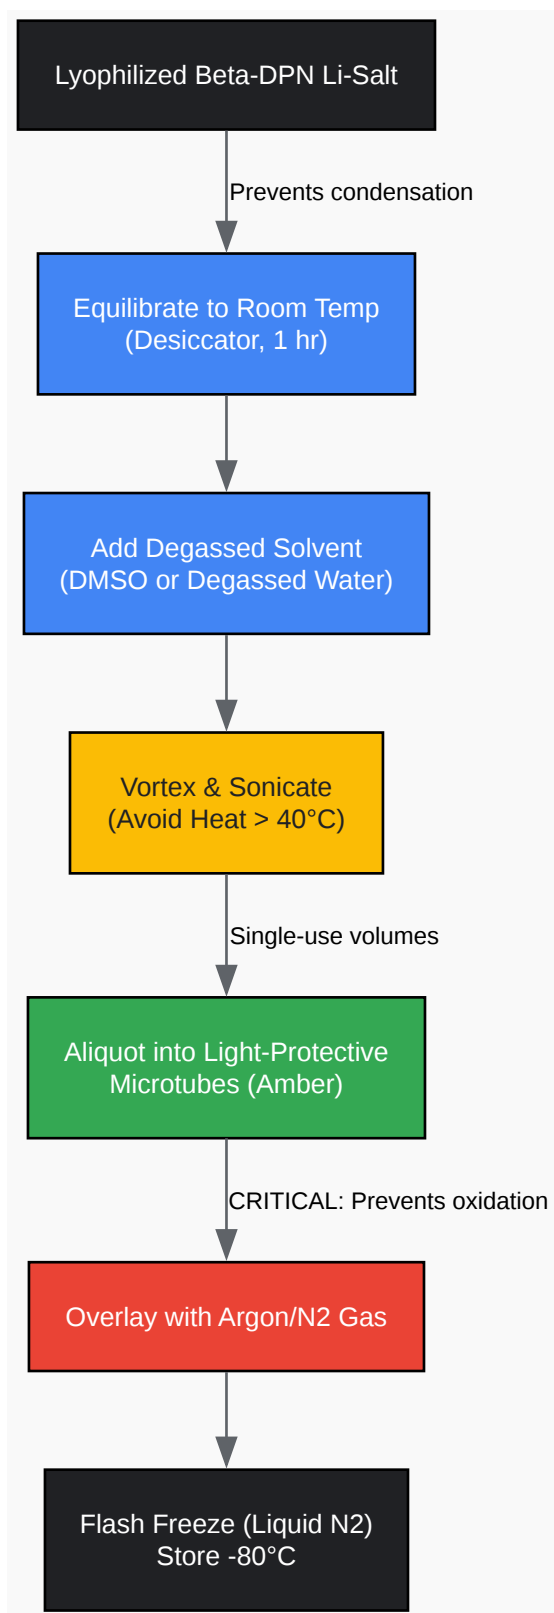 Lyophilized Beta-DPN Li-Salt
Prevents condensation
Equilibrate to Room Temp
(Desiccator, 1 hr)
Add Degassed Solvent
(DMSO or Degassed Water)
Vortex & Sonicate
(Avoid Heat > 40°C)
Single-use volumes
Aliquot into Light-Protective
Microtubes (Amber)
CRITICAL: Prevents oxidation
Overlay with Argon/N2 Gas
Flash Freeze (Liquid N2)
Store -80°C